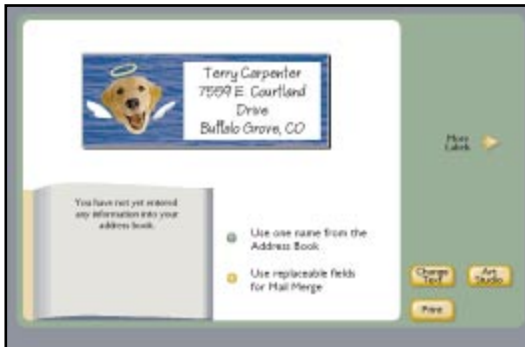 Terry Carpenter
7559 E. Courtland
Drive
Buffalo Grove, CO
More
Labels
You have not yet entered
any information into your
address book.
Use one name from the
Address Book
Use replaceable fields
for Mail Merge
Change
Text
Art
Studio
Print